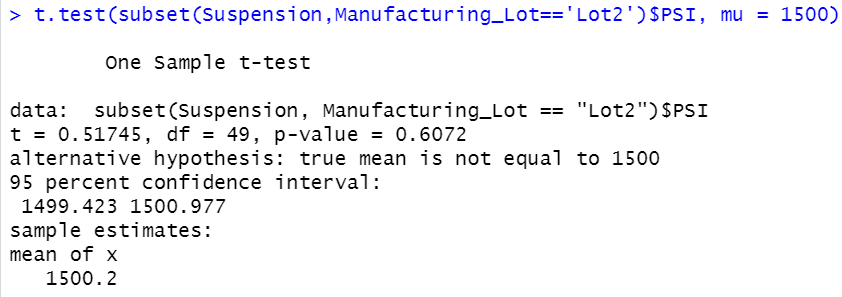 > t.test(subset(Suspension,Manufacturing_Lot=='Lot2')$PSI, mu = 1500)
One Sample t-test
data:  subset(Suspension, Manufacturing_Lot == "Lot2")$PSI
t = 0.51745, df = 49, p-value = 0.6072
alternative hypothesis: true mean is not equal to 1500
95 percent confidence interval:
1499.423 1500.977
sample estimates:
mean of x
1500.2